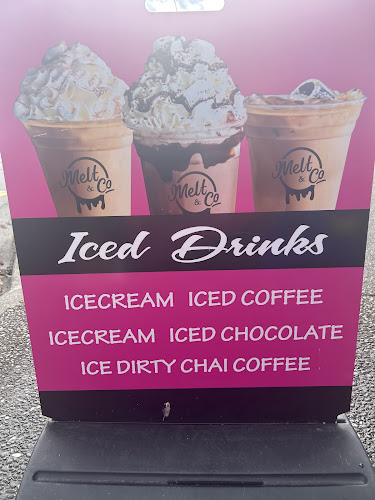 Melt
& Co
Melt
& Co
Melt
& Co
Iced Drinks
ICECREAM ICED COFFEE
ICECREAM ICED CHOCOLATE
ICE DIRTY CHAI COFFEE